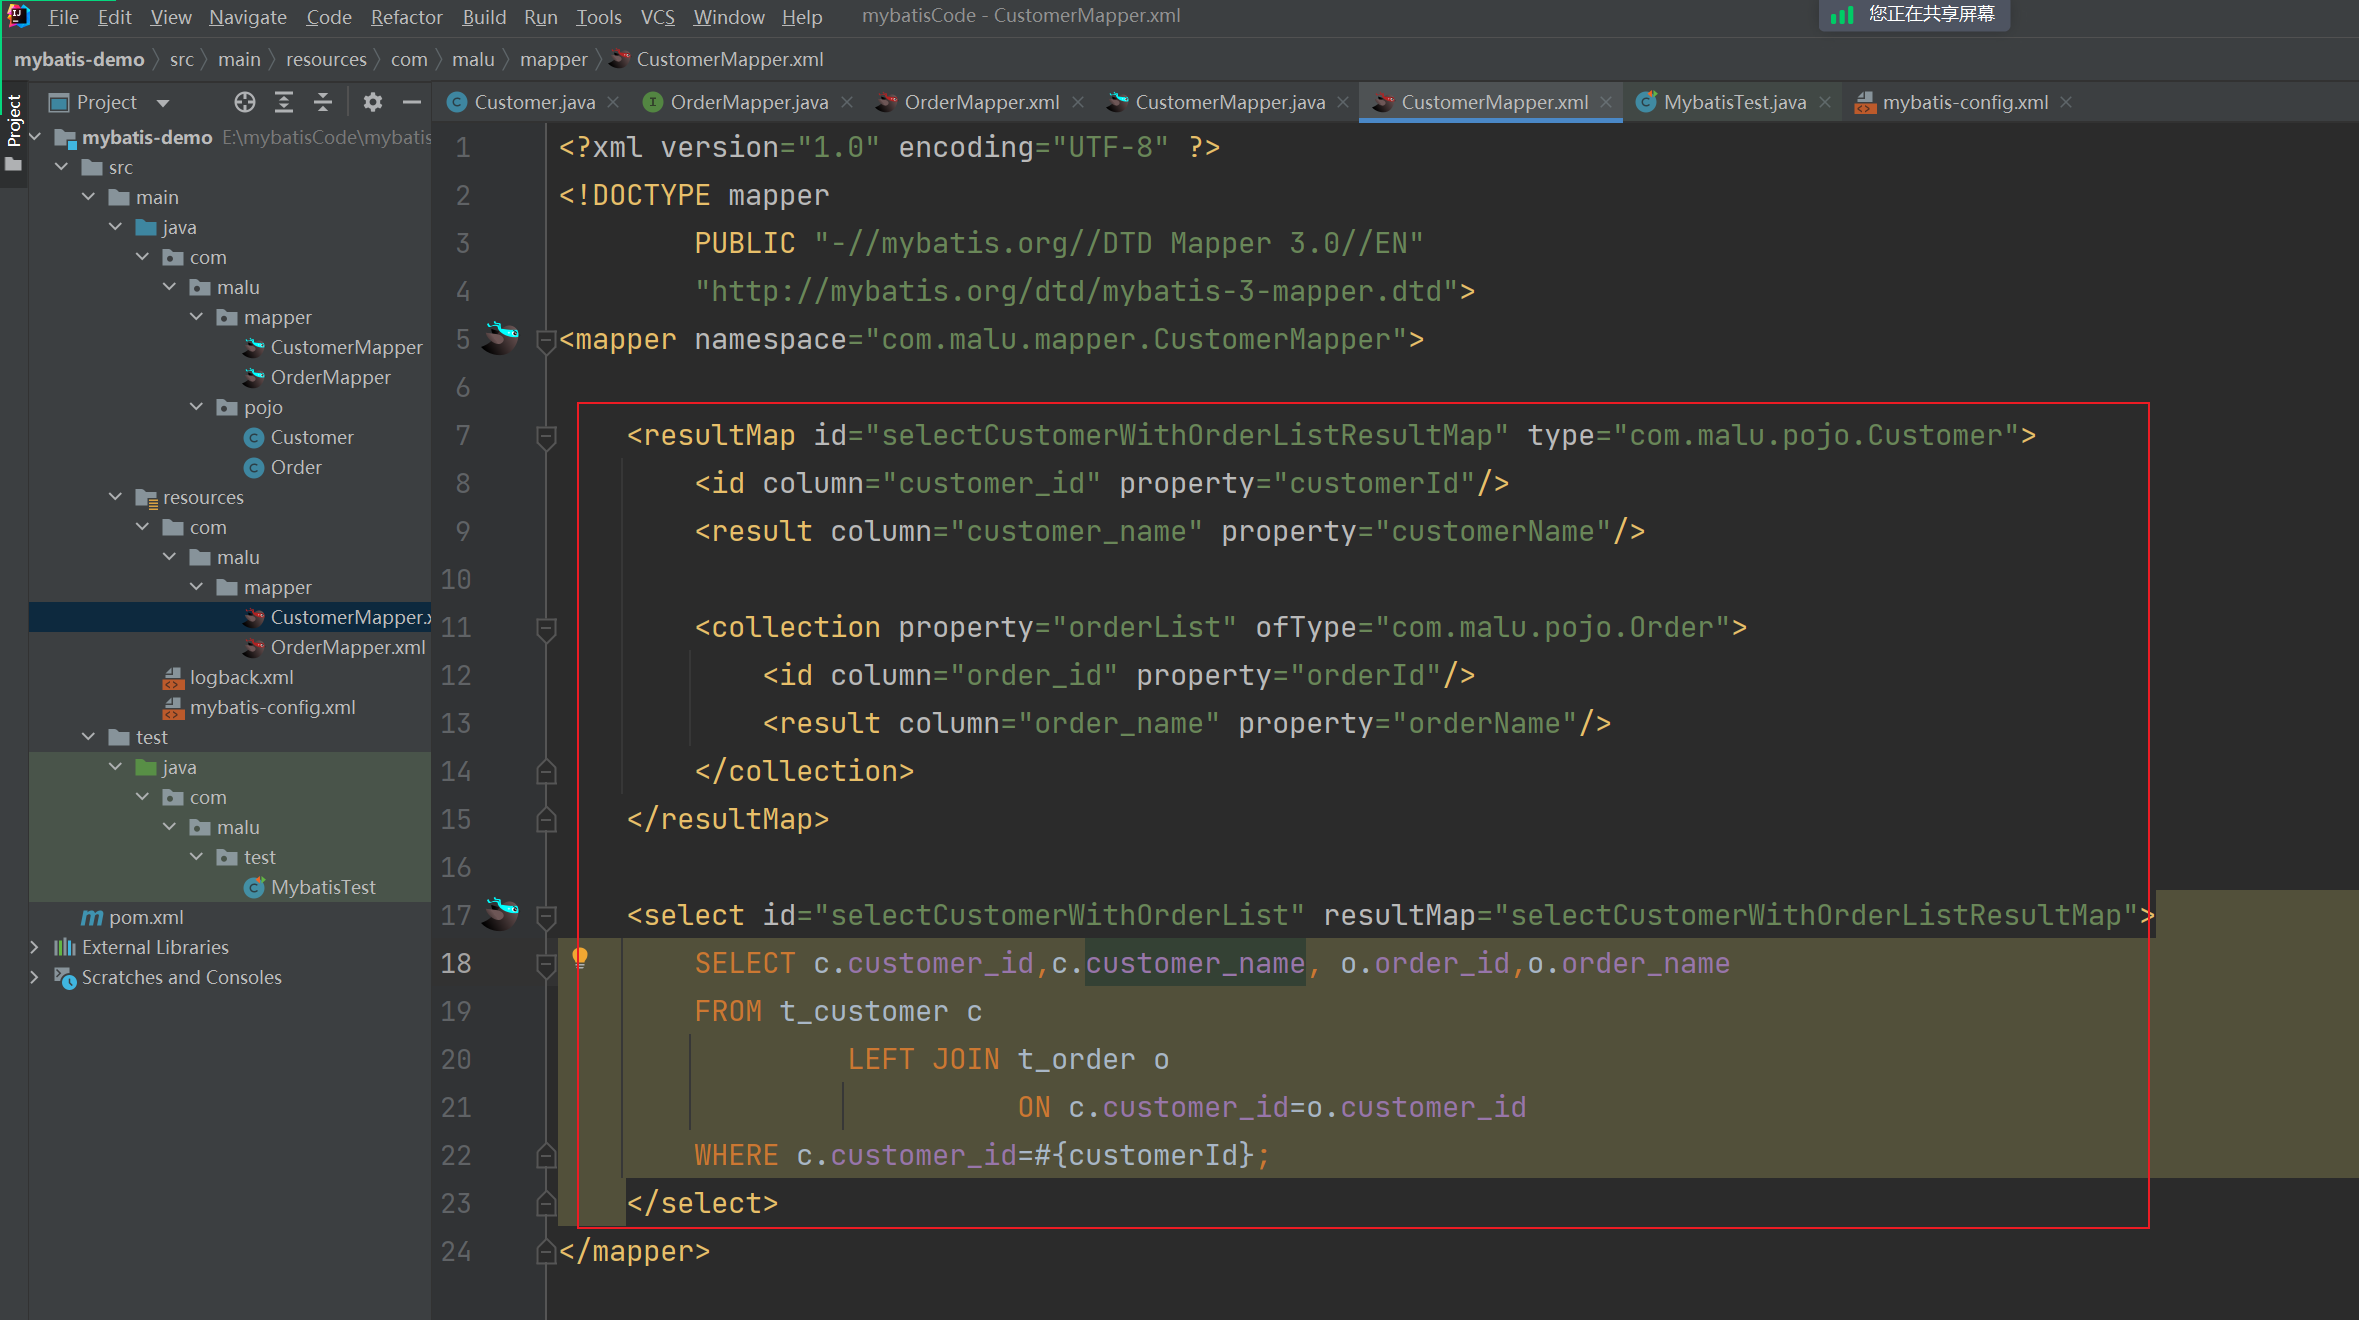 File Edit View Navigate Code Refactor Build Run Tools VCS Window Help mybatisCode - CustomerMapper.xml 您正在共享屏幕
mybatis-demo src main resources com malu mapper CustomerMapper.xml
Project
Project
Customer.java OrderMapper.java OrderMapper.xml CustomerMapper.java CustomerMapper.xml MybatisTest.java mybatis-config.xml
mybatis-demo E:\mybatisCode\mybatis
src
main
java
com
malu
mapper
CustomerMapper
OrderMapper
pojo
Customer
Order
resources
com
malu
mapper
CustomerMapper.x
OrderMapper.xml
logback.xml
mybatis-config.xml
test
java
com
malu
test
MybatisTest
pom.xml
External Libraries
Scratches and Consoles
1 <?xml version="1.0" encoding="UTF-8" ?>
2 <!DOCTYPE mapper
3 PUBLIC "-//mybatis.org//DTD Mapper 3.0//EN"
4 "http://mybatis.org/dtd/mybatis-3-mapper.dtd">
5 <mapper namespace="com.malu.mapper.CustomerMapper">
6
7 <resultMap id="selectCustomerWithOrderListResultMap" type="com.malu.pojo.Customer">
8 <id column="customer_id" property="customerId"/>
9 <result column="customer_name" property="customerName"/>
10
11 <collection property="orderList" ofType="com.malu.pojo.Order">
12 <id column="order_id" property="orderId"/>
13 <result column="order_name" property="orderName"/>
14 </collection>
15 </resultMap>
16
17 <select id="selectCustomerWithOrderList" resultMap="selectCustomerWithOrderListResultMap">
18 SELECT c.customer_id,c.customer_name, o.order_id,o.order_name
19 FROM t_customer c
20 LEFT JOIN t_order o
21 ON c.customer_id=o.customer_id
22 WHERE c.customer_id=#{customerId};
23 </select>
24 </mapper>